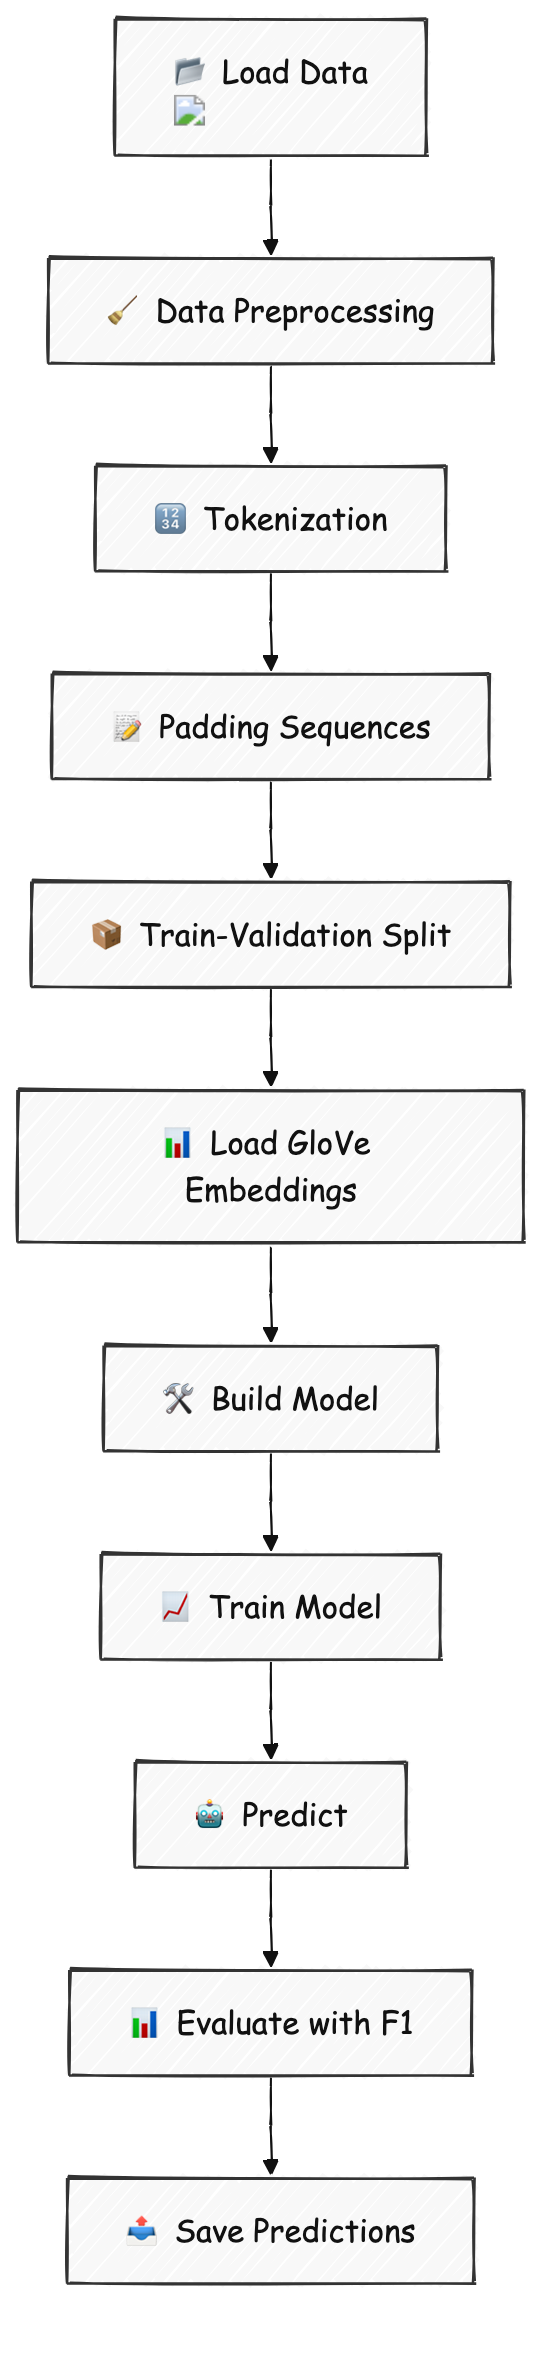 📂 Load Data
🧹 Data Preprocessing
🔢 Tokenization
📝 Padding Sequences
📦 Train-Validation Split
📊 Load GloVe
Embeddings
🛠️ Build Model
📈 Train Model
🤖 Predict
📊 Evaluate with F1
📤 Save Predictions